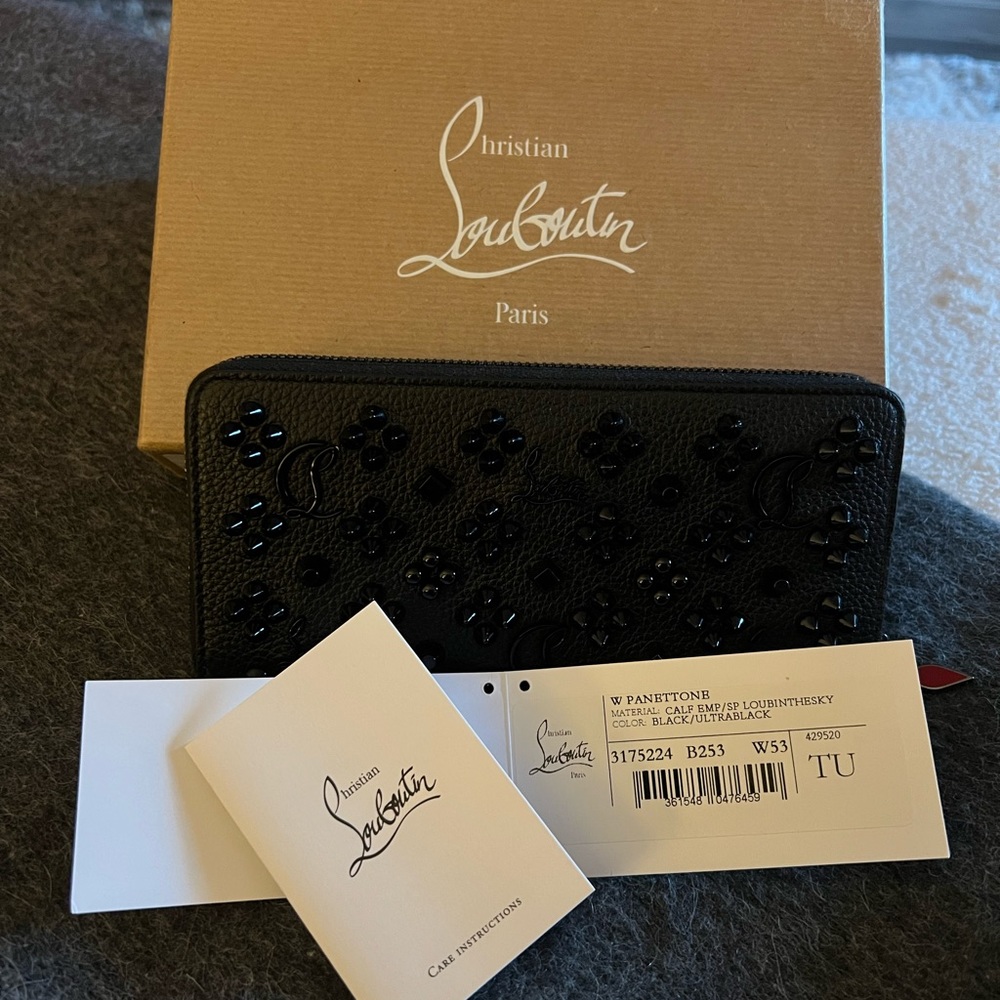 Christian
Louboutin
Paris
W PANETTONE
MATERIAL: CALF EMP/SP LOUBINTHESKY
COLOR: BLACK/ULTRABLACK
Christian
Louboutin
Paris
3175224 B253 W53
429520
TU
361548 0476459
Christian
Louboutin
CARE INSTRUCTIONS